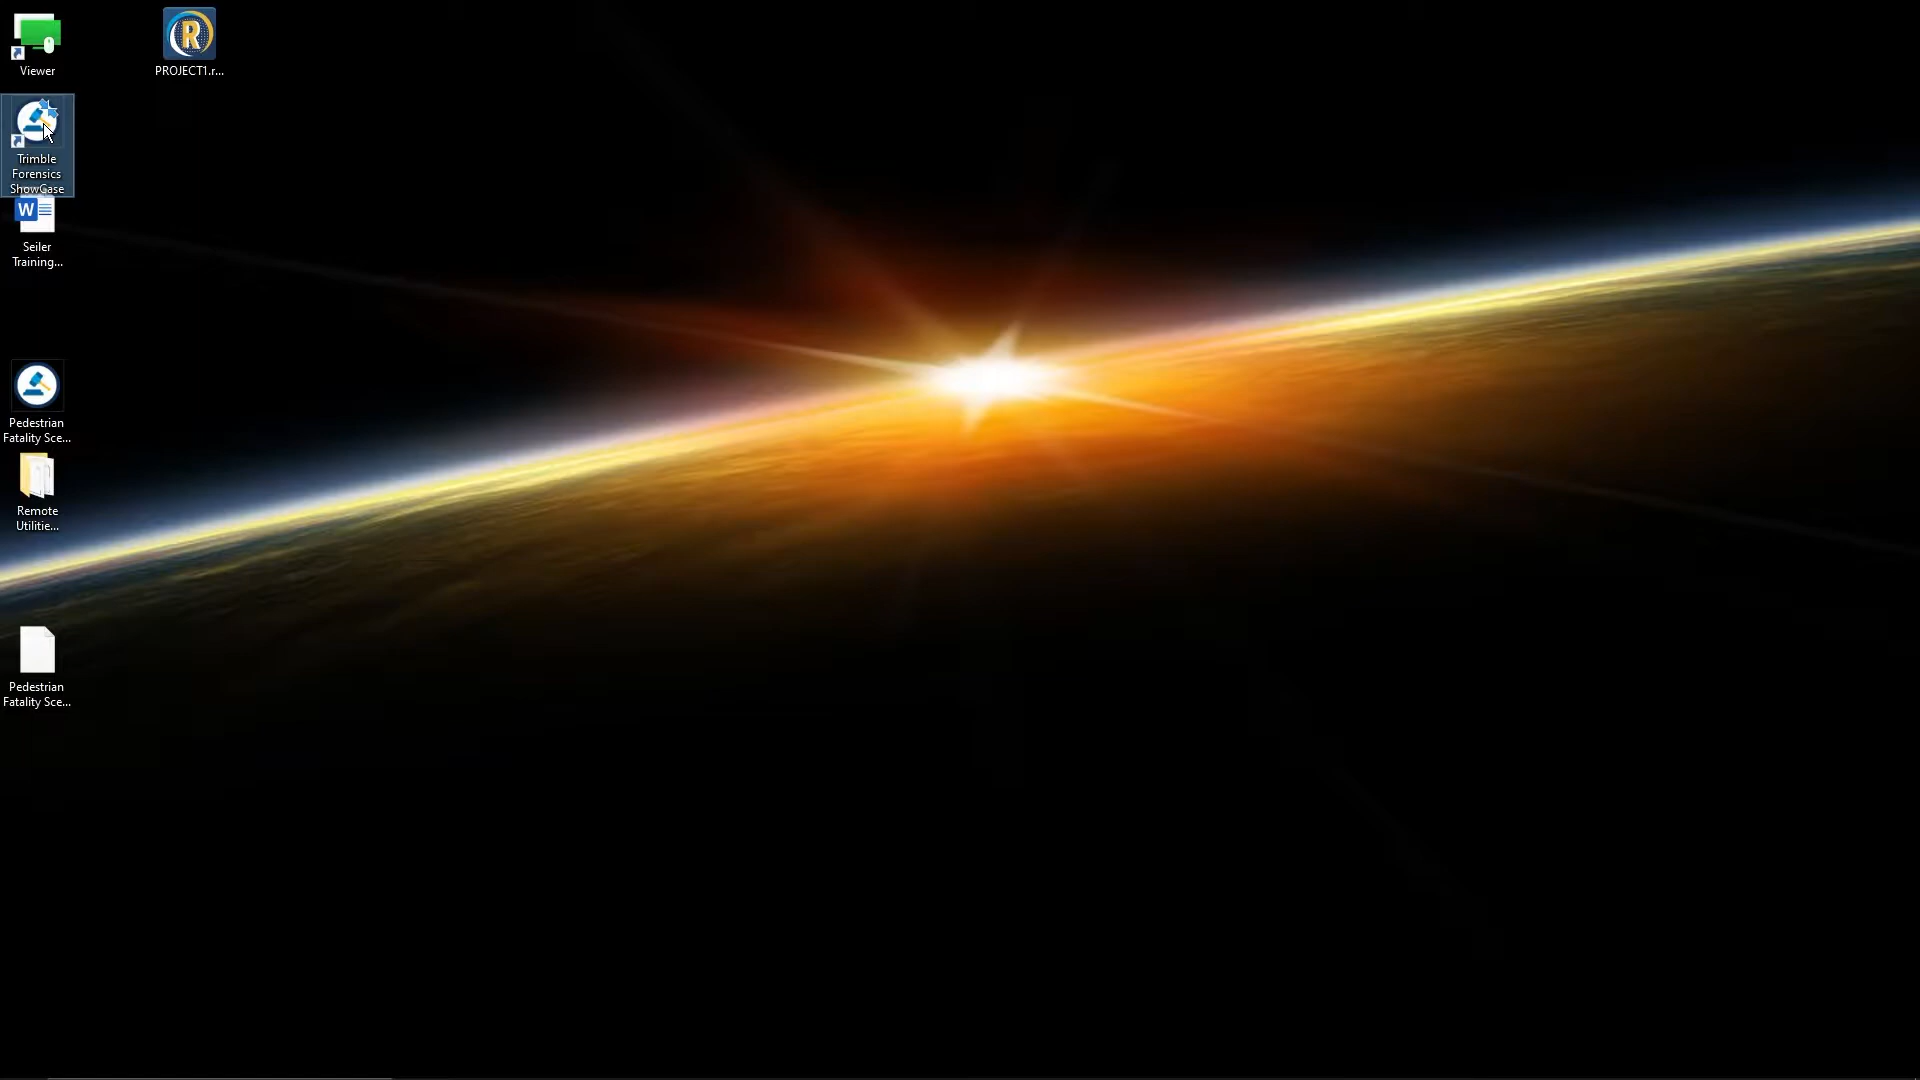 Viewer
PROJECT1.r...
R
Trimble
Forensics
ShowCase
W
Seiler
Training...
Pedestrian
Fatality Sce...
Remote
Utilitie...
Pedestrian
Fatality Sce...